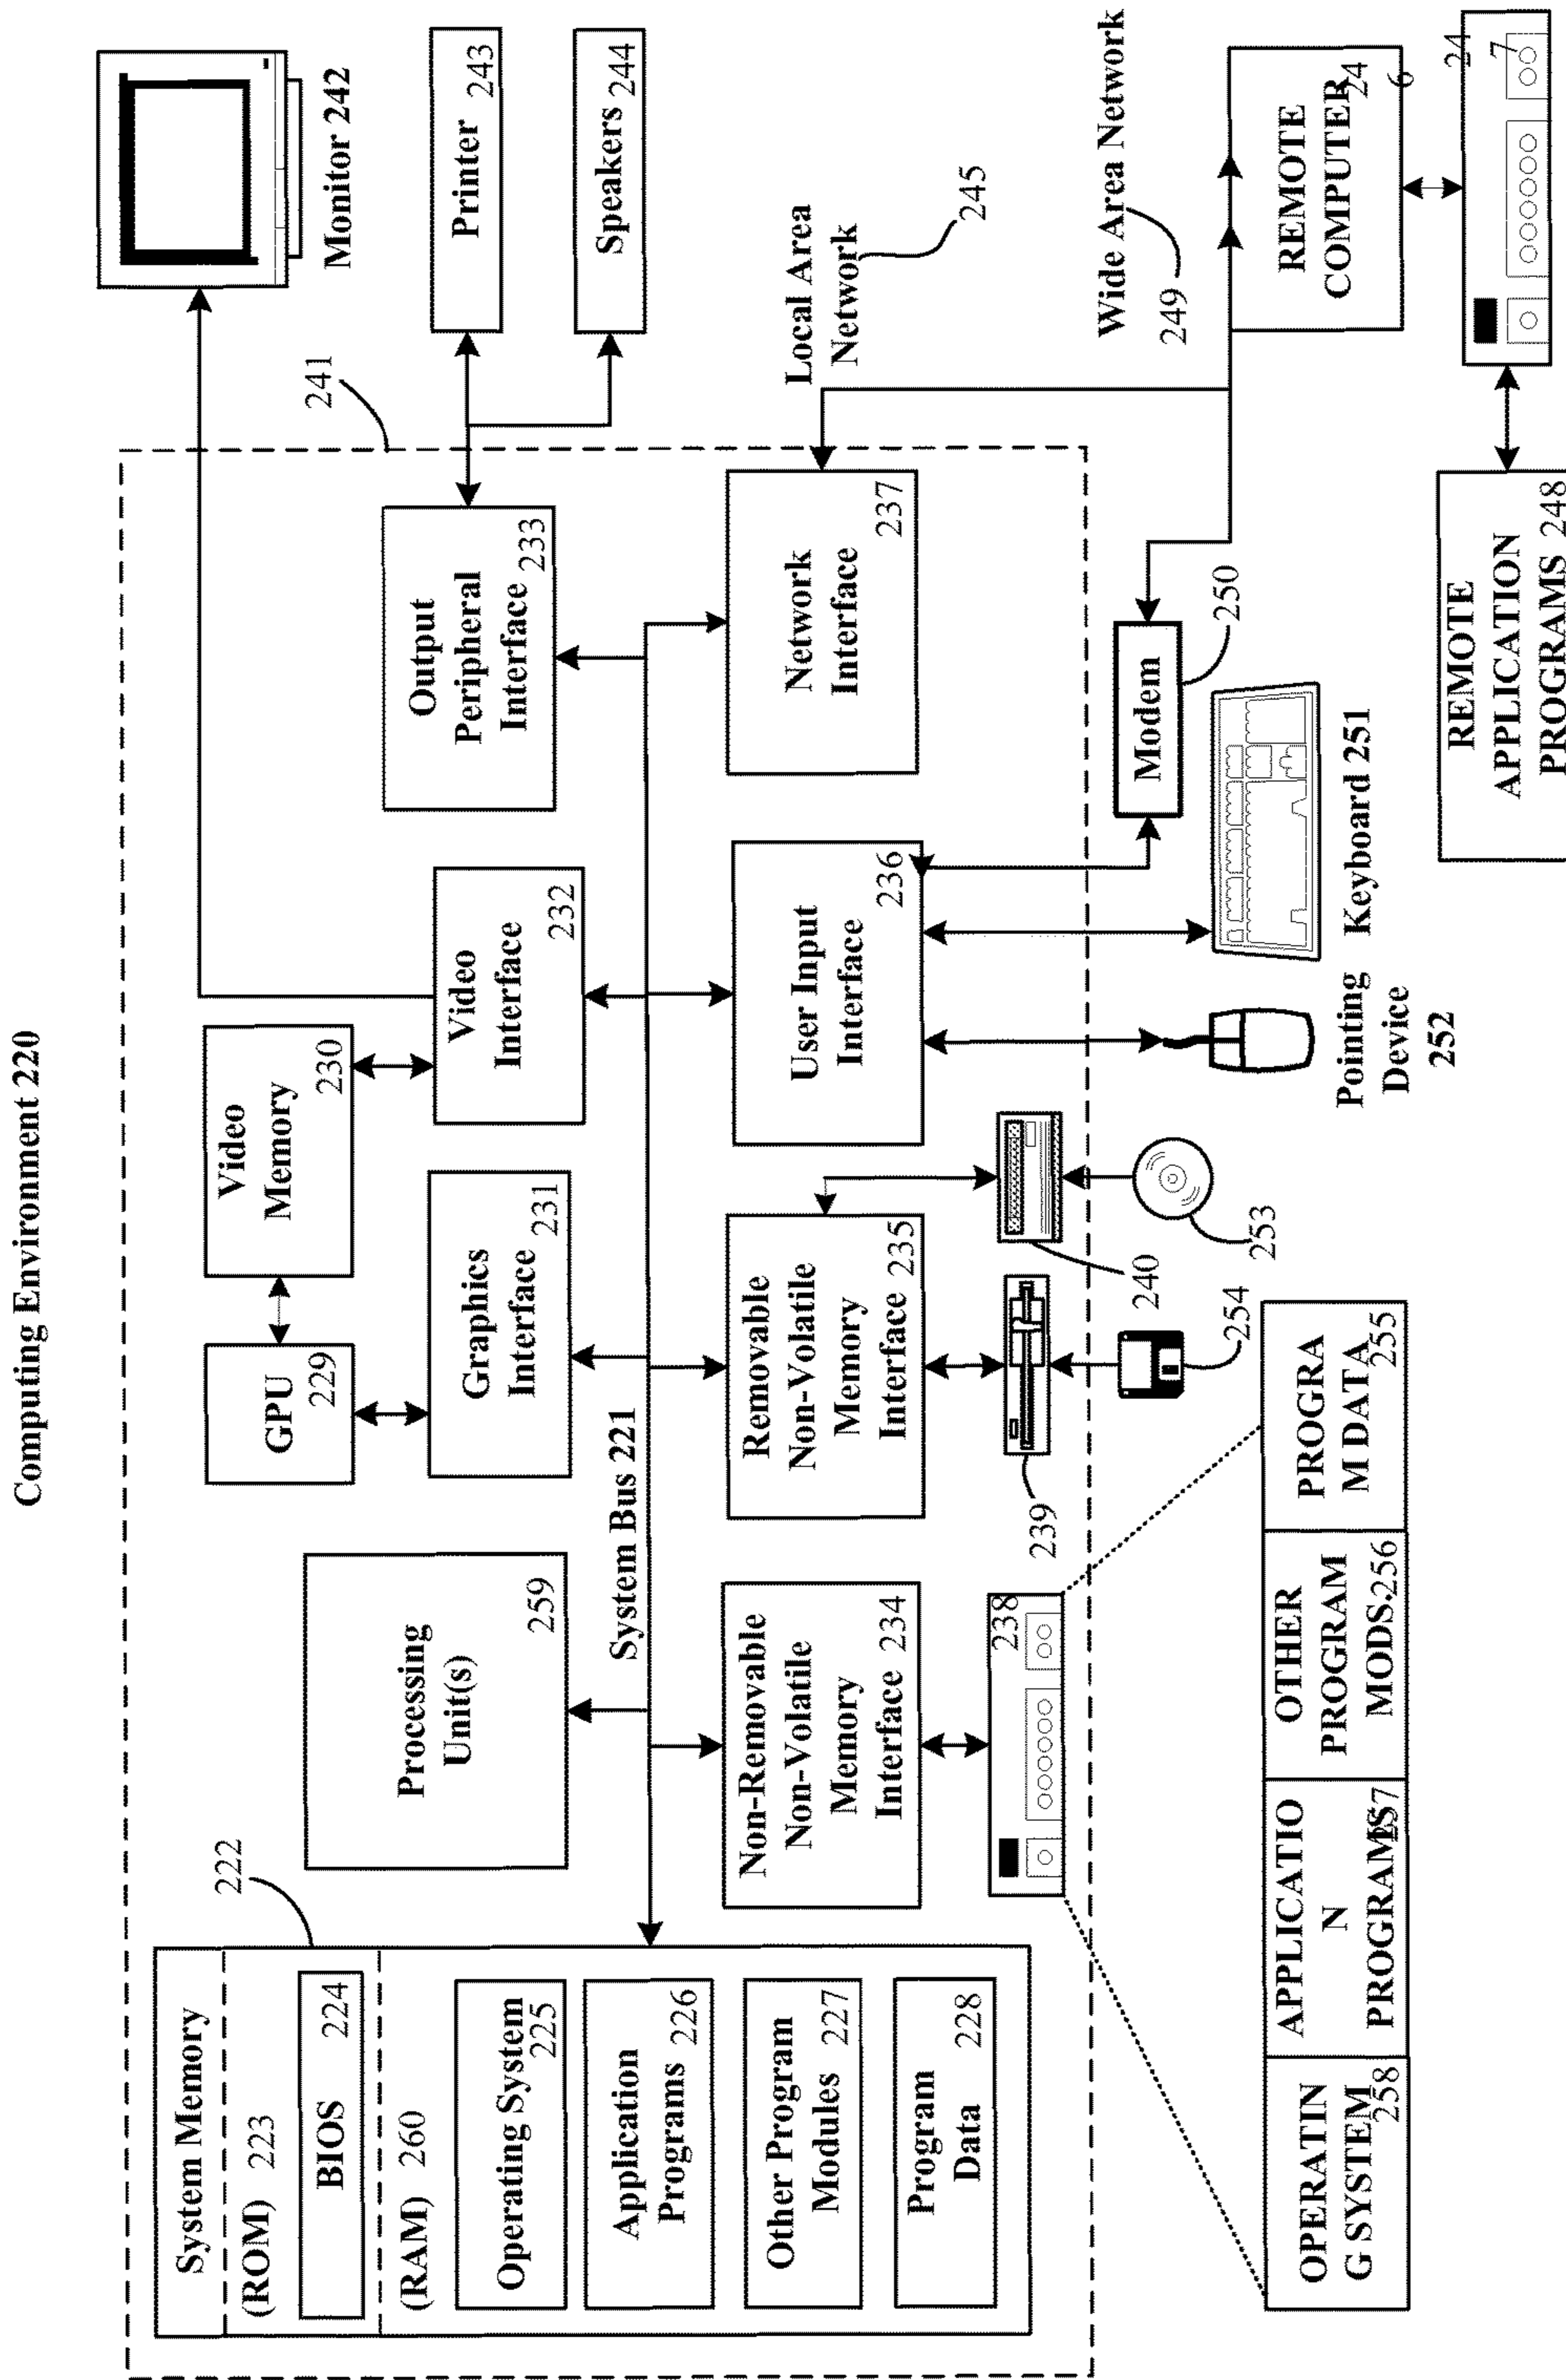 Computing Environment 220
System Memory
222
(ROM) 223
BIOS 224
(RAM) 260
Operating System
225
Application
Programs 226
Other Program
Modules 227
Program
Data 228
Processing
Unit(s)
259
System Bus 221
GPU
229
Video
Memory
230
Graphics
Interface
231
Video
Interface
232
Output
Peripheral
Interface 233
241
Monitor 242
Printer 243
Speakers 244
Non-Removable
Non-Volatile
Memory
Interface 234
Removable
Non-Volatile
Memory
Interface 235
User Input
Interface
236
Network
Interface
237
Local Area
Network
245
238
239
240
254
253
Pointing
Device
252
Keyboard 251
Modem
250
Wide Area Network
249
REMOTE
COMPUTER
24
6
24
7
REMOTE
APPLICATION
PROGRAMS 248
OPERATIN
G SYSTEM
258
APPLICATIO
N
PROGRAMS
257
OTHER
PROGRAM
MODS. 256
PROGRA
M DATA
255